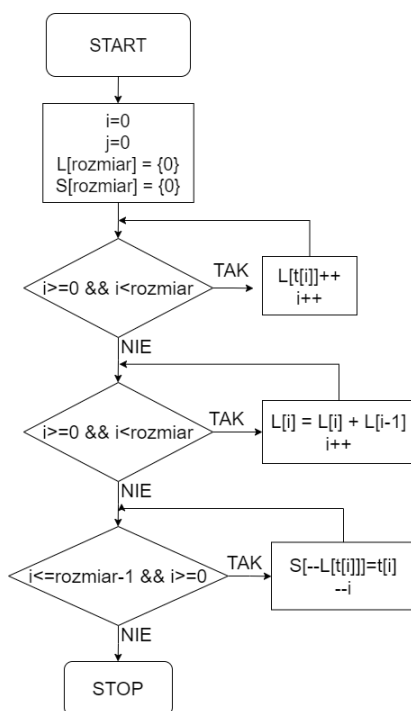 START
i=0
j=0
L[rozmiar] = {0}
S[rozmiar] = {0}
i>=0 && i<rozmiar
TAK
L[t[i]]++
i++
NIE
i>=0 && i<rozmiar
TAK
L[i] = L[i] + L[i-1]
i++
NIE
i<=rozmiar-1 && i>=0
TAK
S[--L[t[i]]]=t[i]
--i
NIE
STOP